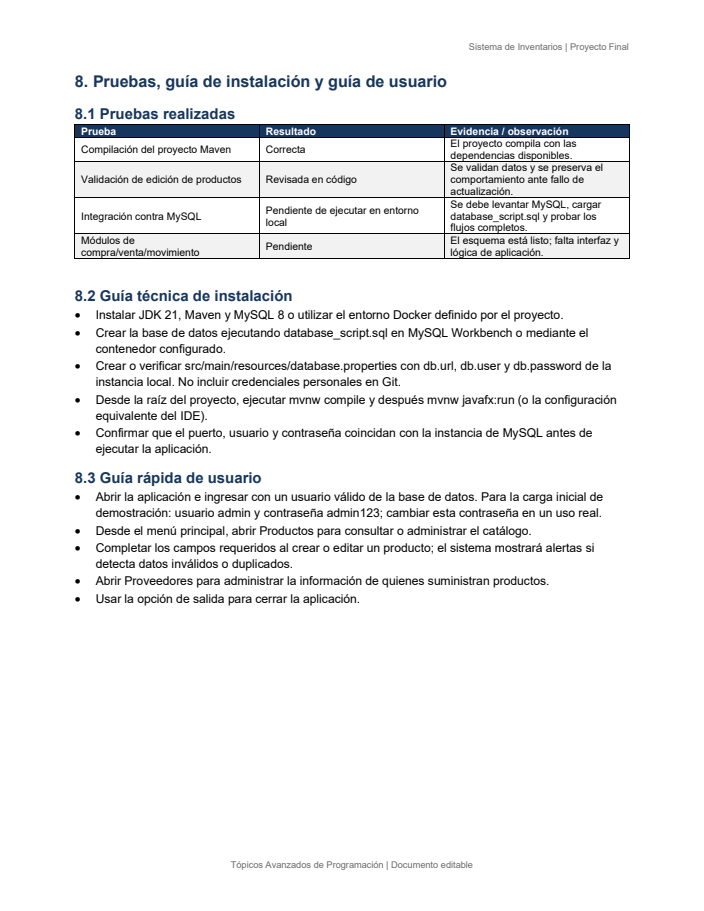 Sistema de Inventarios | Proyecto Final
8. Pruebas, guía de instalación y guía de usuario
8.1 Pruebas realizadas
Prueba Resultado Evidencia / observación
Compilación del proyecto Maven Correcta El proyecto compila con las
dependencias disponibles.
Validación de edición de productos Revisada en código Se validan datos y se preserva el
comportamiento ante fallo de
actualización.
Integración contra MySQL Pendiente de ejecutar en entorno
local Se debe levantar MySQL, cargar
database_script.sql y probar los
flujos completos.
Módulos de
compra/venta/movimiento Pendiente El esquema está listo; falta interfaz y
lógica de aplicación.
8.2 Guía técnica de instalación
• Instalar JDK 21, Maven y MySQL 8 o utilizar el entorno Docker definido por el proyecto.
• Crear la base de datos ejecutando database_script.sql en MySQL Workbench o mediante el
contenedor configurado.
• Crear o verificar src/main/resources/database.properties con db.url, db.user y db.password de la
instancia local. No incluir credenciales personales en Git.
• Desde la raíz del proyecto, ejecutar mvnw compile y después mvnw javafx:run (o la configuración
equivalente del IDE).
• Confirmar que el puerto, usuario y contraseña coincidan con la instancia de MySQL antes de
ejecutar la aplicación.
8.3 Guía rápida de usuario
• Abrir la aplicación e ingresar con un usuario válido de la base de datos. Para la carga inicial de
demostración: usuario admin y contraseña admin123; cambiar esta contraseña en un uso real.
• Desde el menú principal, abrir Productos para consultar o administrar el catálogo.
• Completar los campos requeridos al crear o editar un producto; el sistema mostrará alertas si
detecta datos inválidos o duplicados.
• Abrir Proveedores para administrar la información de quienes suministran productos.
• Usar la opción de salida para cerrar la aplicación.
Tópicos Avanzados de Programación | Documento editable